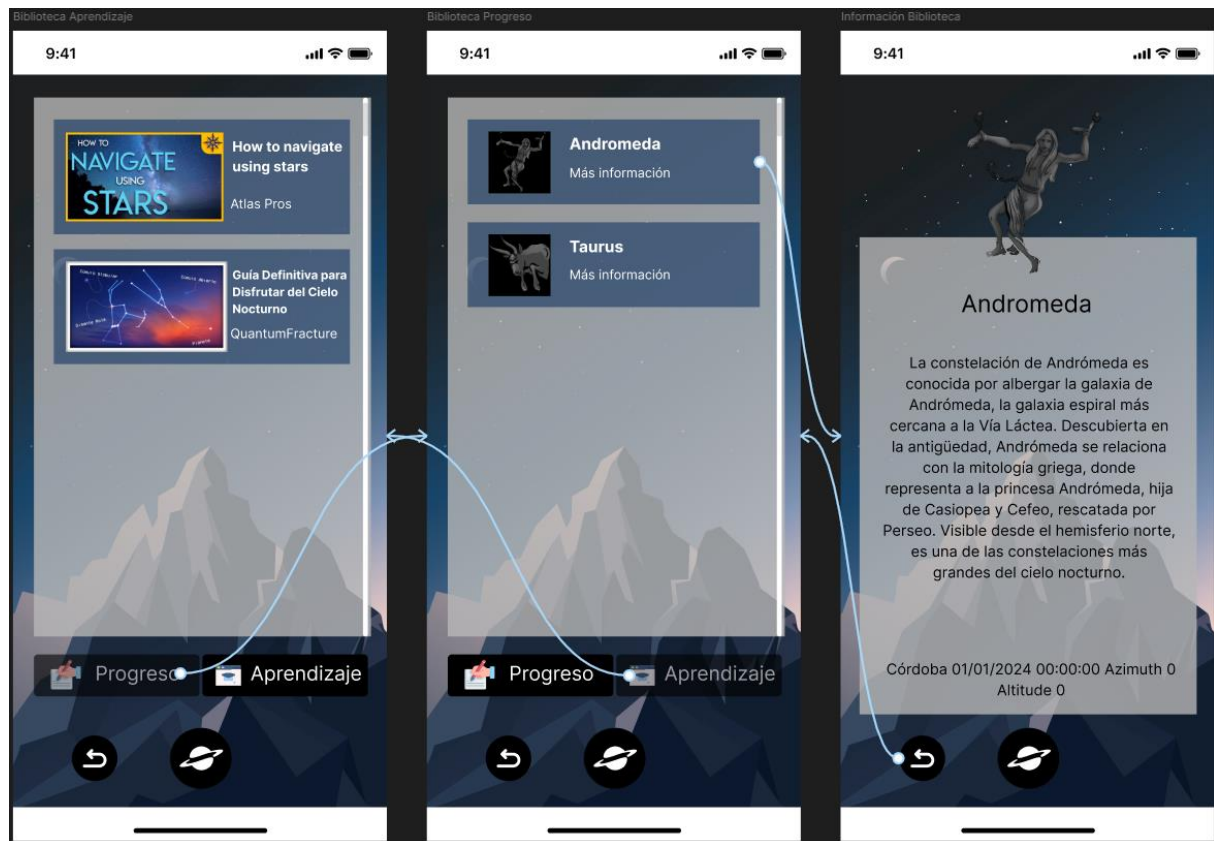 Biblioteca Aprendizaje
9:41
HOW TO
NAVIGATE
USING
STARS
How to navigate
using stars
Atlas Pros
Guía Definitiva para
Disfrutar del Cielo
Nocturno
QuantumFracture
Progreso
Aprendizaje
Biblioteca Progreso
9:41
Andromeda
Más información
Taurus
Más información
Progreso
Aprendizaje
Información Biblioteca
9:41
Andromeda
La constelación de Andrómeda es
conocida por albergar la galaxia de
Andrómeda, la galaxia espiral más
cercana a la Vía Láctea. Descubierta en
la antigüedad, Andrómeda se relaciona
con la mitología griega, donde
representa a la princesa Andrómeda, hija
de Casiopea y Cefeo, rescatada por
Perseo. Visible desde el hemisferio norte,
es una de las constelaciones más
grandes del cielo nocturno.
Córdoba 01/01/2024 00:00:00 Azimuth 0
Altitude 0